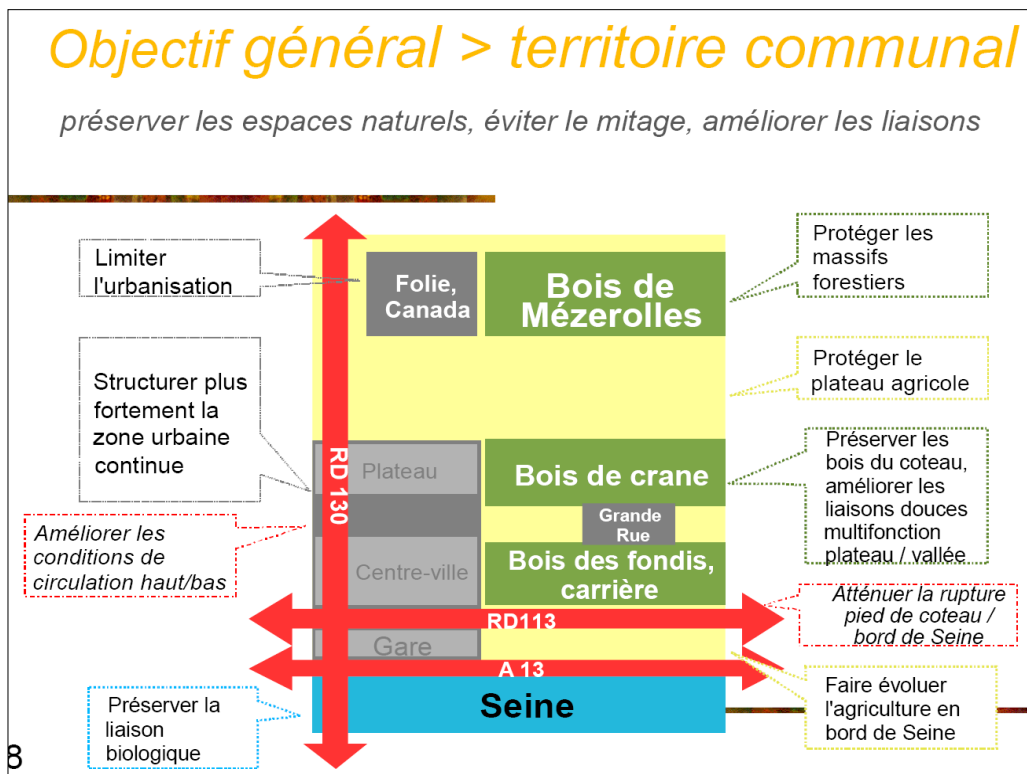 Objectif général > territoire communal
préserver les espaces naturels, éviter le mitage, améliorer les liaisons
Limiter
l'urbanisation
Folie,
Canada
Bois de
Mézerolles
Protéger les
massifs
forestiers
Structurer plus
fortement la
zone urbaine
continue
Protéger le
plateau agricole
RD 130
Plateau
Bois de crane
Préserver les
bois du coteau,
améliorer les
liaisons douces
multifonction
plateau / vallée
Améliorer les
conditions de
circulation haut/bas
Grande
Rue
Centre-ville
Bois des fondis,
carrière
Atténuer la rupture
pied de coteau /
bord de Seine
RD113
Gare
A 13
Préserver la
liaison
biologique
Seine
Faire évoluer
l'agriculture en
bord de Seine
8